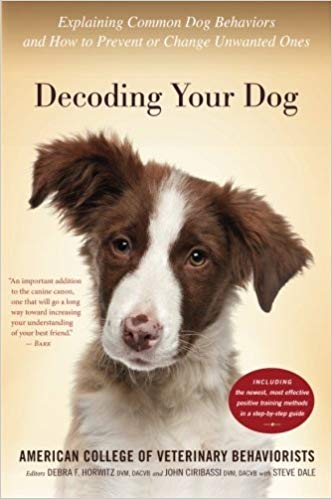 Explaining Common Dog Behaviors
and How to Prevent or Change Unwanted Ones
Decoding Your Dog
"An important addition
to the canine canon,
one that will go a long
way toward increasing
your understanding
of your best friend."
— BARK
INCLUDING
the newest, most effective
positive training methods
in a step-by-step guide
AMERICAN COLLEGE OF VETERINARY BEHAVIORISTS
Editors DEBRA F. HORWITZ DVM, DACVB and JOHN CIRIBASSI DVM, DACVB with STEVE DALE